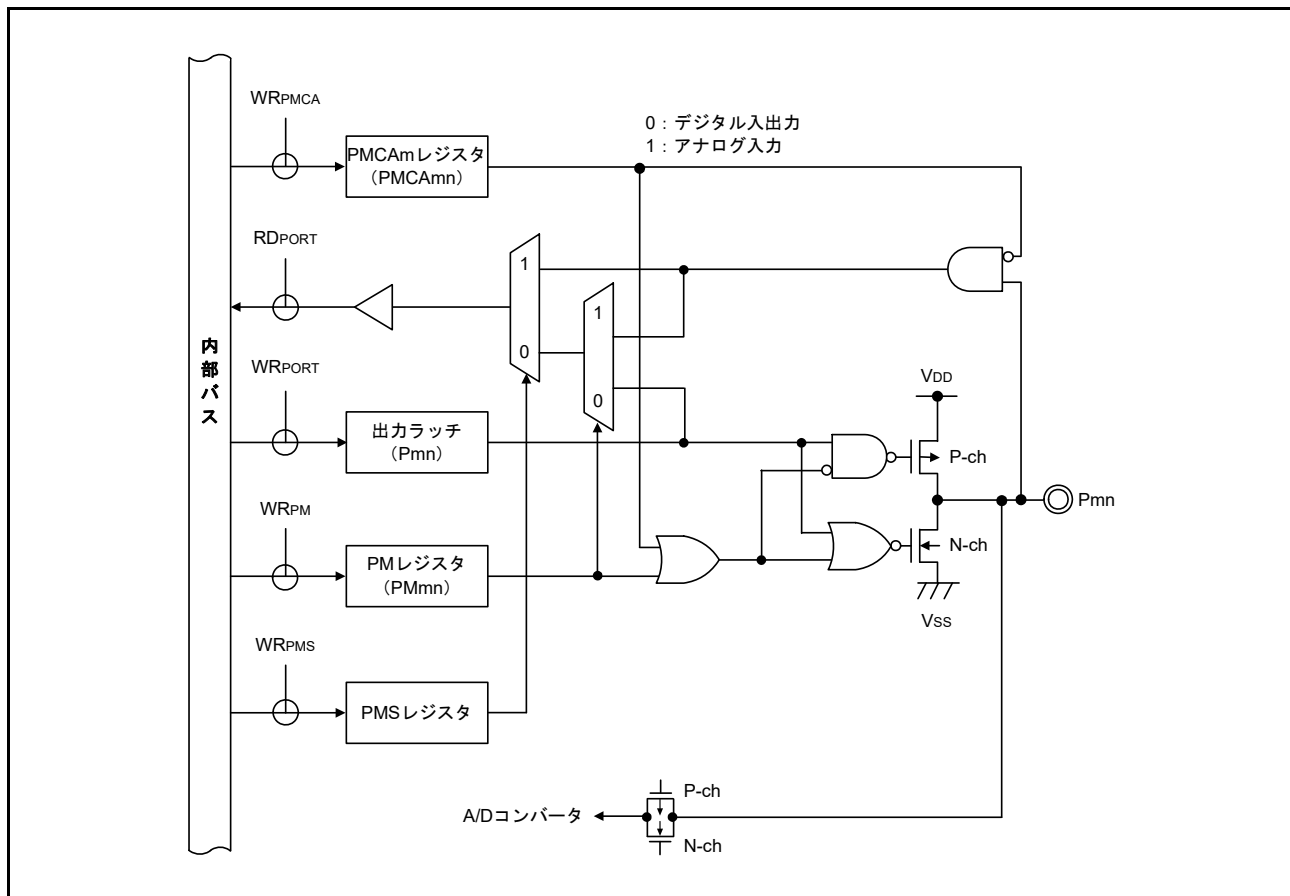 WRPMCA
PMCAmレジスタ
（PMCAmn）
0：デジタル入出力
1：アナログ入力
RDPORT
1
1
0
0
内部バス
WRPORT
出力ラッチ
（Pmn）
VDD
P-ch
Pmn
N-ch
VSS
WRPM
PMレジスタ
（PMmn）
WRPMS
PMSレジスタ
P-ch
A/Dコンバータ
N-ch